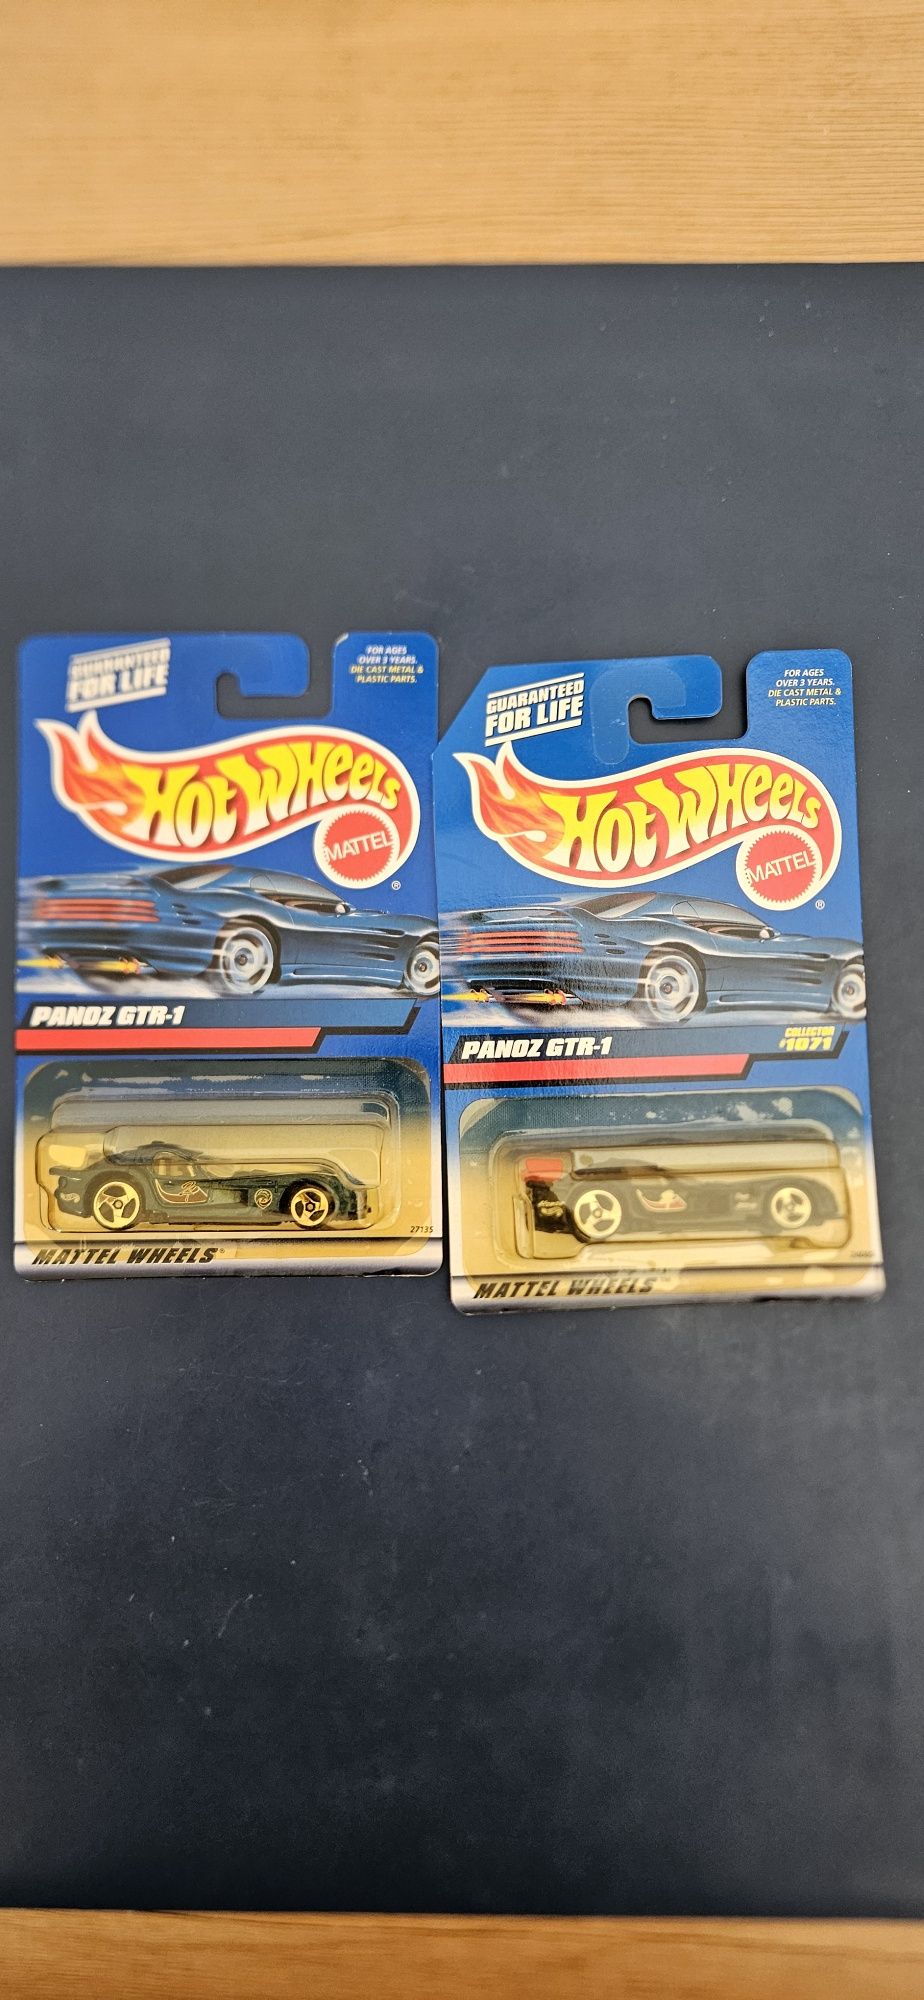 GUARANTEED
FOR LIFE
FOR AGES
OVER 3 YEARS.
DIE CAST METAL &
PLASTIC PARTS.
HOT WHEELS
MATTEL
®
PANOZ GTR-1
27135
MATTEL WHEELS®
GUARANTEED
FOR LIFE
FOR AGES
OVER 3 YEARS.
DIE CAST METAL &
PLASTIC PARTS.
HOT WHEELS
MATTEL
®
PANOZ GTR-1
COLLECTOR
#1071
MATTEL WHEELS™